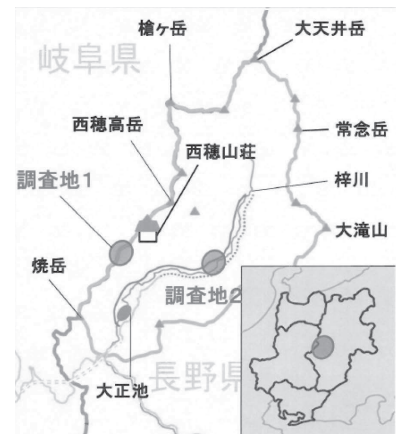 槍ヶ岳
大天井岳
岐阜県
西穂高岳
常念岳
西穂山荘
調査地1
梓川
大滝山
焼岳
調査地2
大正池
長野県